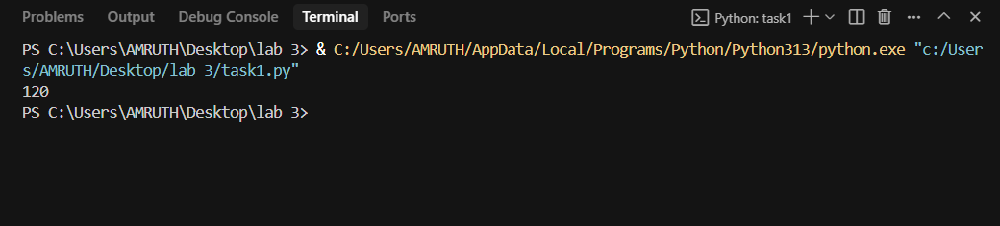 Problems Output Debug Console Terminal Ports Python: task1
PS C:\Users\AMRUTH\Desktop\lab 3> & C:/Users/AMRUTH/AppData/Local/Programs/Python/Python313/python.exe "c:/User
s/AMRUTH/Desktop/lab 3/task1.py"
120
PS C:\Users\AMRUTH\Desktop\lab 3>